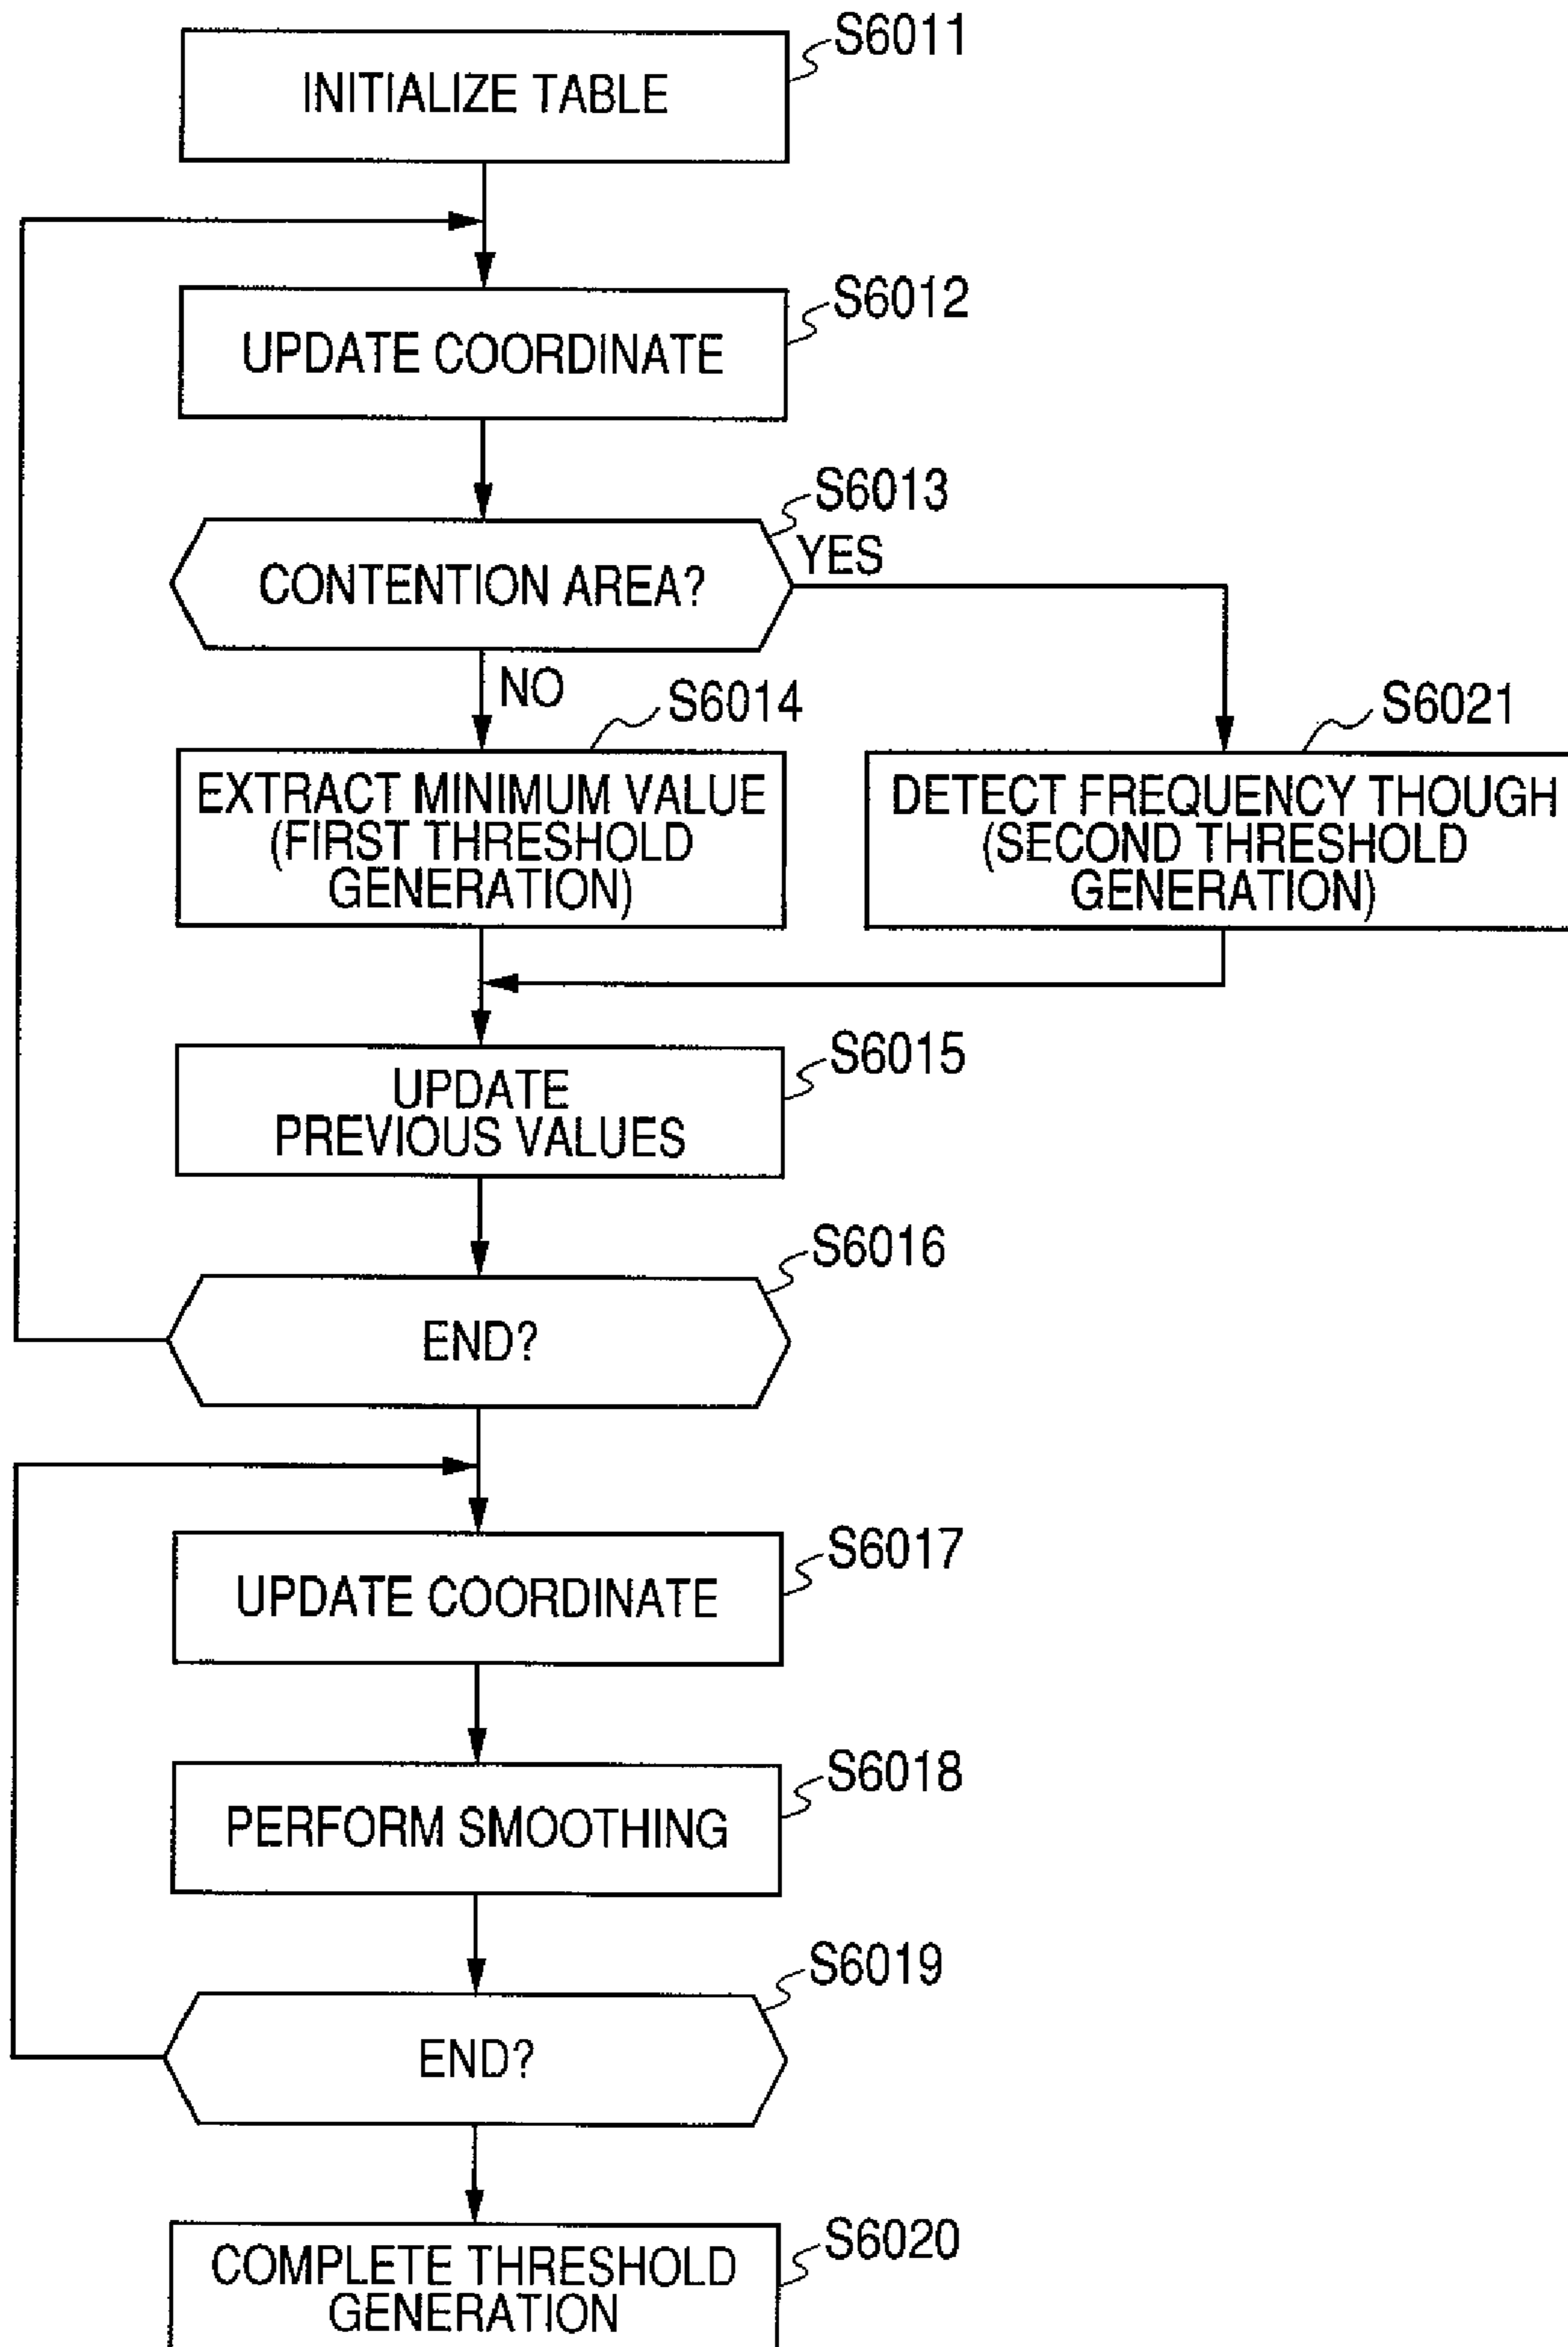 S6011
INITIALIZE TABLE
S6012
UPDATE COORDINATE
S6013
CONTENTION AREA?
YES
NO
S6014
EXTRACT MINIMUM VALUE
(FIRST THRESHOLD
GENERATION)
S6021
DETECT FREQUENCY THOUGH
(SECOND THRESHOLD
GENERATION)
S6015
UPDATE
PREVIOUS VALUES
S6016
END?
S6017
UPDATE COORDINATE
S6018
PERFORM SMOOTHING
S6019
END?
S6020
COMPLETE THRESHOLD
GENERATION